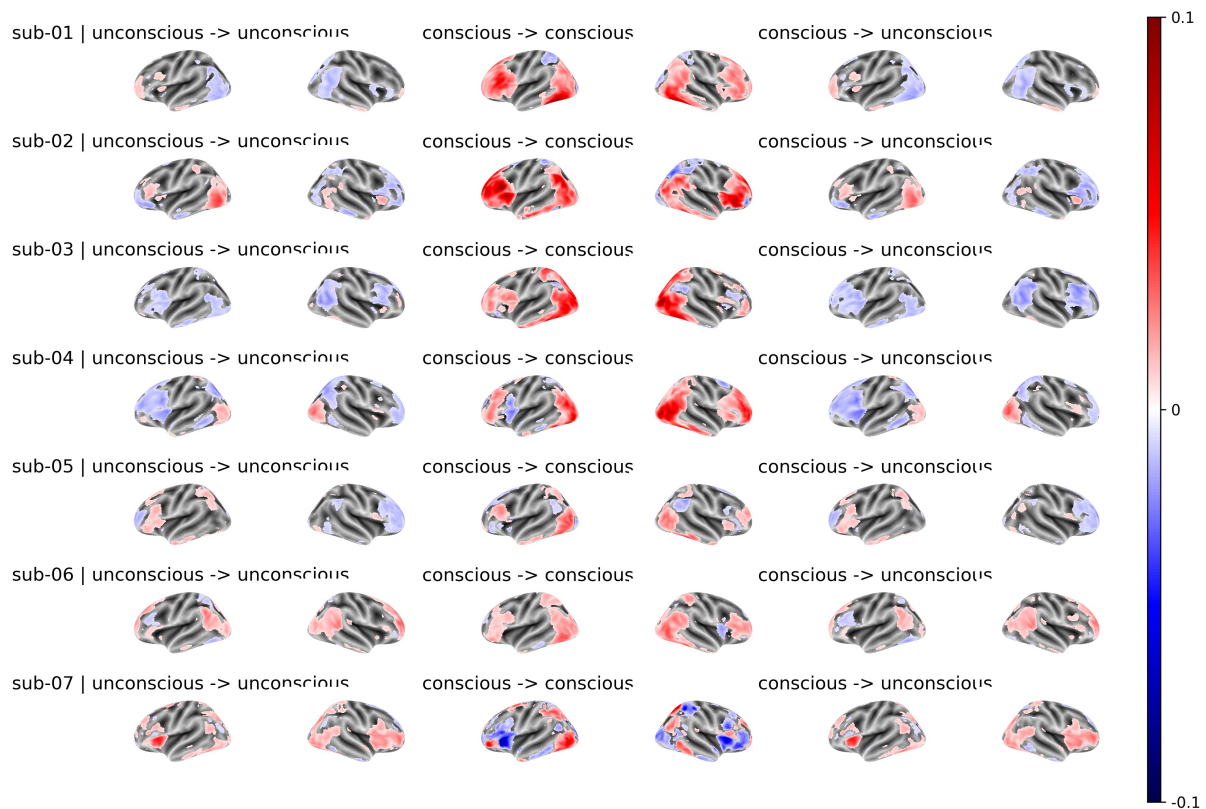 sub-01 | unconscious -> unconscious conscious -> conscious conscious -> unconscious 0.1
sub-02 | unconscious -> unconscious conscious -> conscious conscious -> unconscious
sub-03 | unconscious -> unconscious conscious -> conscious conscious -> unconscious
sub-04 | unconscious -> unconscious conscious -> conscious conscious -> unconscious
0
sub-05 | unconscious -> unconscious conscious -> conscious conscious -> unconscious
sub-06 | unconscious -> unconscious conscious -> conscious conscious -> unconscious
sub-07 | unconscious -> unconscious conscious -> conscious conscious -> unconscious
-0.1